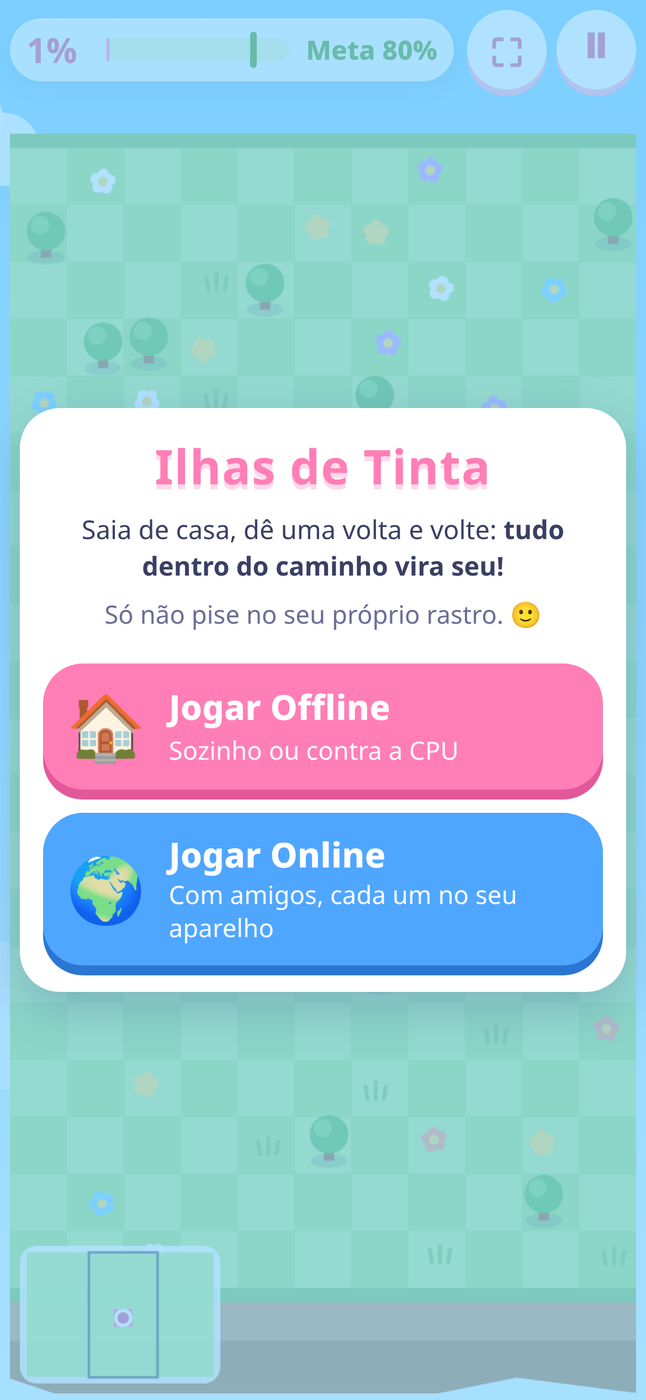 1%
Meta 80%
Ilhas de Tinta
Saia de casa, dê uma volta e volte: tudo
dentro do caminho vira seu!
Só não pise no seu próprio rastro. 🙂
Jogar Offline
Sozinho ou contra a CPU
Jogar Online
Com amigos, cada um no seu
aparelho